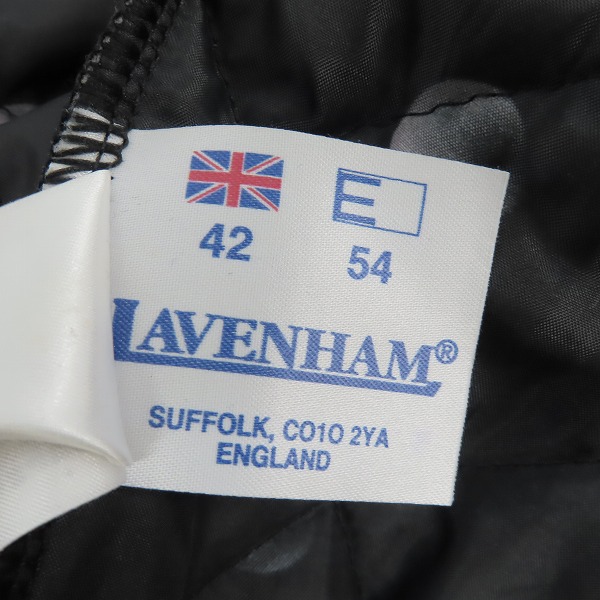 E
42 54
LAVENHAM®
SUFFOLK, CO10 2YA
ENGLAND